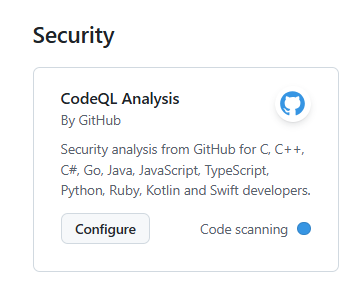 Security
CodeQL Analysis
By GitHub
Security analysis from GitHub for C, C++,
C#, Go, Java, JavaScript, TypeScript,
Python, Ruby, Kotlin and Swift developers.
Configure
Code scanning